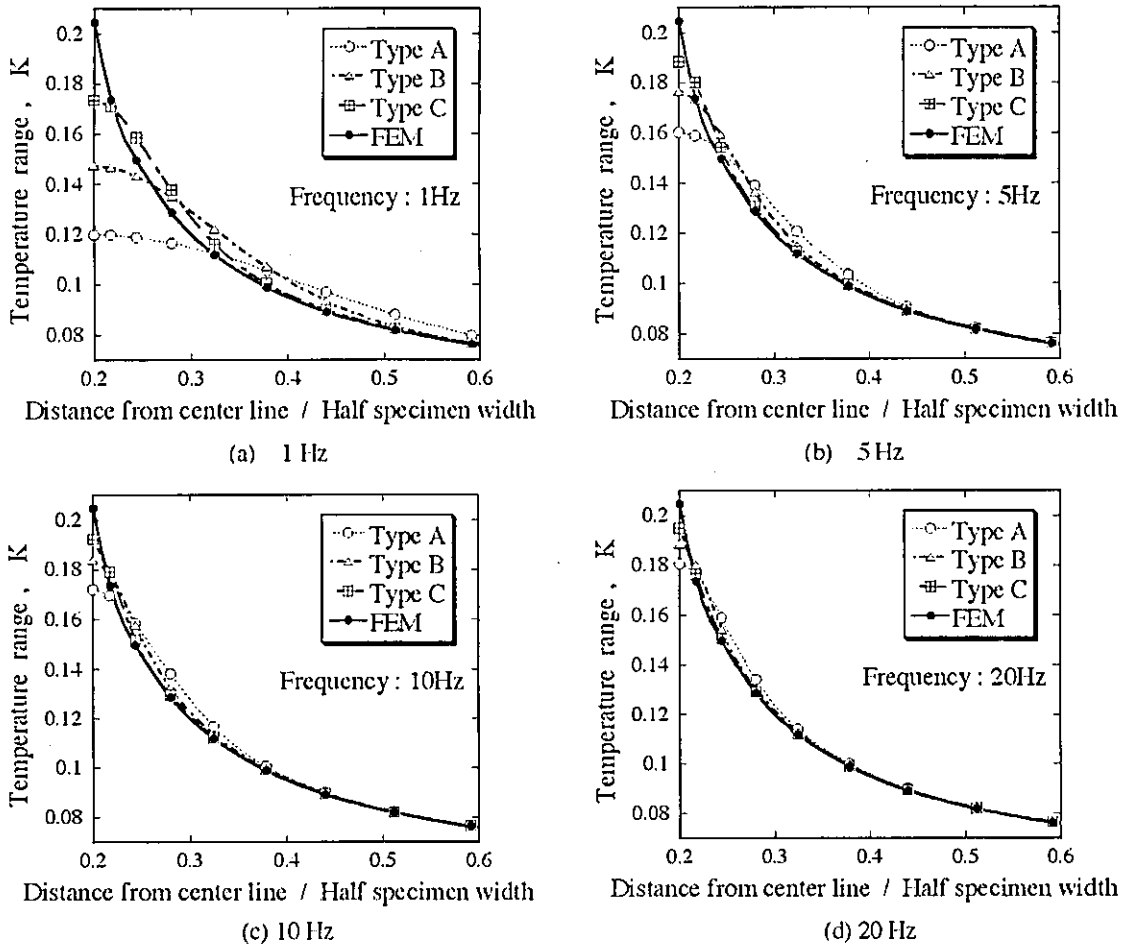 0.2
0.18
0.16
0.14
0.12
0.1
0.08
Temperature range , K
Type A
Type B
Type C
FEM
Frequency : 1Hz
0.2 0.3 0.4 0.5 0.6
Distance from center line / Half specimen width
(a) 1 Hz
0.2
0.18
0.16
0.14
0.12
0.1
0.08
Temperature range , K
Type A
Type B
Type C
FEM
Frequency : 5Hz
0.2 0.3 0.4 0.5 0.6
Distance from center line / Half specimen width
(b) 5 Hz
0.2
0.18
0.16
0.14
0.12
0.1
0.08
Temperature range , K
Type A
Type B
Type C
FEM
Frequency : 10Hz
0.2 0.3 0.4 0.5 0.6
Distance from center line / Half specimen width
(c) 10 Hz
0.2
0.18
0.16
0.14
0.12
0.1
0.08
Temperature range , K
Type A
Type B
Type C
FEM
Frequency : 20Hz
0.2 0.3 0.4 0.5 0.6
Distance from center line / Half specimen width
(d) 20 Hz